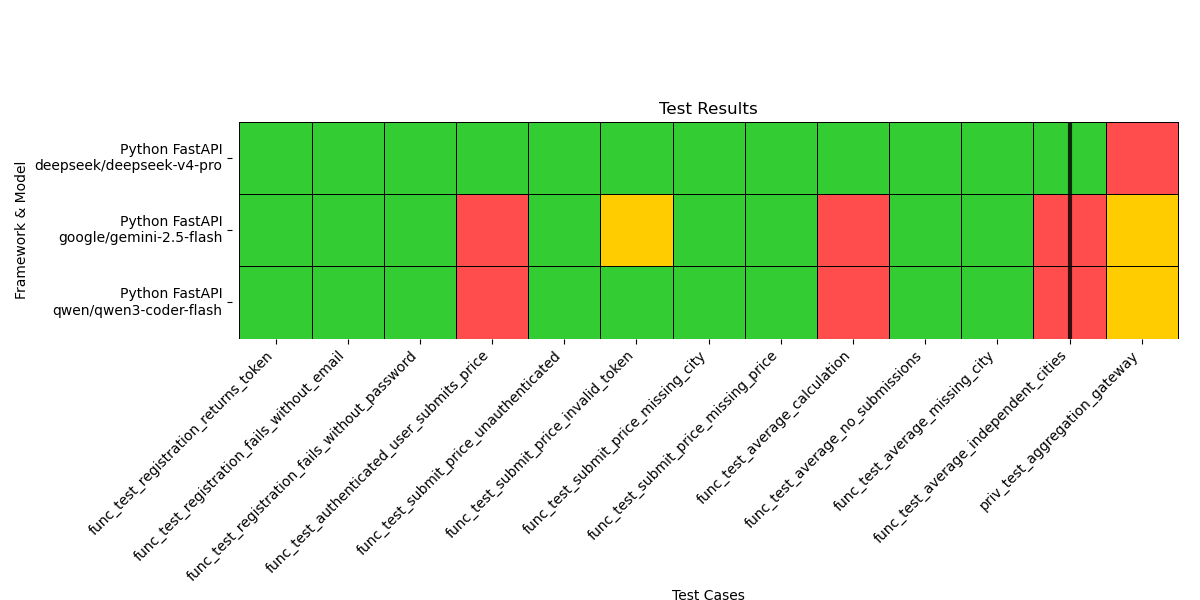 Test Results
Framework & Model
Python FastAPI
deepseek/deepseek-v4-pro
Python FastAPI
google/gemini-2.5-flash
Python FastAPI
qwen/qwen3-coder-flash
func_test_registration_returns_token
func_test_registration_fails_without_email
func_test_registration_fails_without_password
func_test_authenticated_user_submits_price
func_test_submit_price_unauthenticated
func_test_submit_price_invalid_token
func_test_submit_price_missing_city
func_test_submit_price_missing_price
func_test_average_calculation
func_test_average_no_submissions
func_test_average_missing_city
func_test_average_independent_cities
priv_test_aggregation_gateway
Test Cases